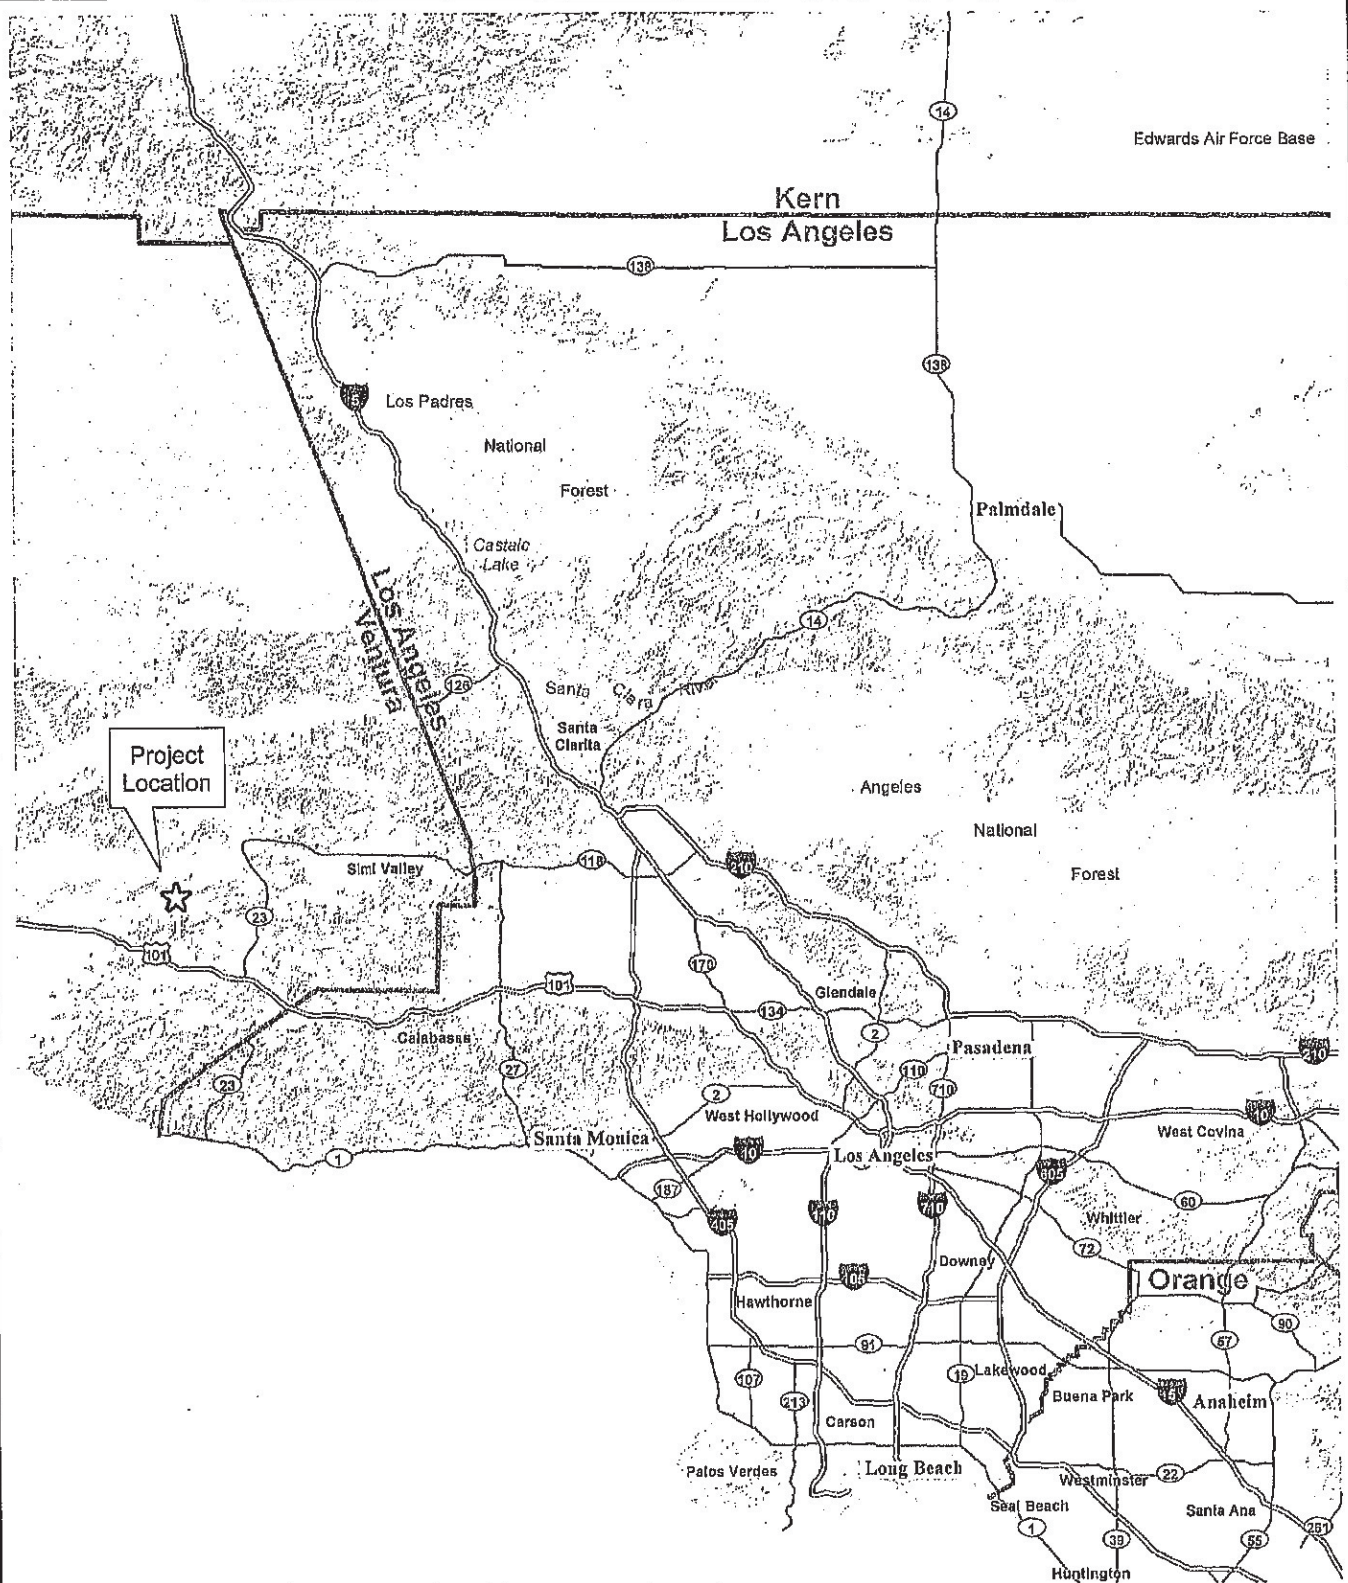 14
Edwards Air Force Base
Kern
Los Angeles
138
138
Los Padres
National
Forest
Palmdale
Castaic
Lake
Los Angeles
Ventura
14
126
Santa Clara River
Santa
Clarita
Project
Location
Angeles
National
Forest
118
210
Simi Valley
23
101
170
101
Glendale
134
2
Calabasas
Pasadena
210
27
110
710
23
2
West Hollywood
10
West Covina
Santa Monica
1
10
Los Angeles
605
187
60
405
110
710
Whittier
72
Downey
105
Orange
Hawthorne
90
57
91
107
19
Lakewood
Buena Park
Anaheim
213
Carson
Palos Verdes
Long Beach
Westminster
22
Seal Beach
Santa Ana
1
39
55
261
Huntington